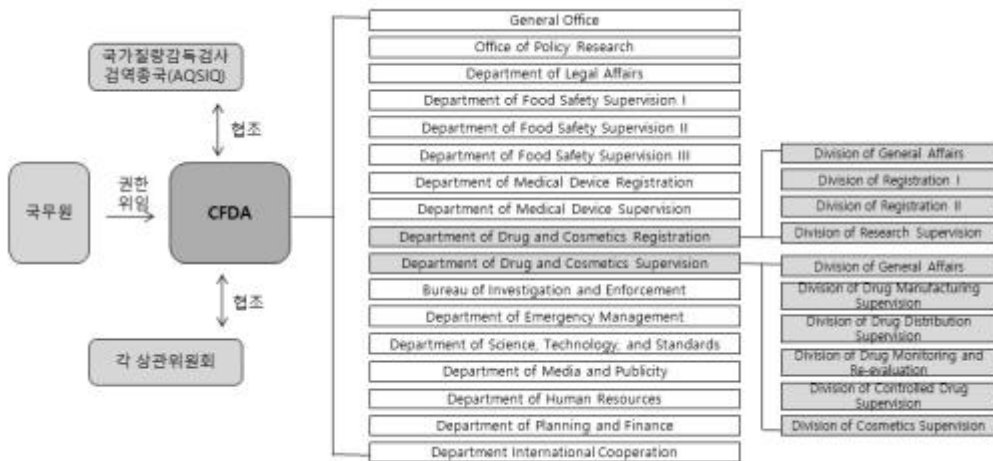 국가질량감독검사
검역총국(AQSIQ)
협조
국무원
권한
위임
CFDA
협조
각 상관위원회
General Office
Office of Policy Research
Department of Legal Affairs
Department of Food Safety Supervision I
Department of Food Safety Supervision II
Department of Food Safety Supervision III
Department of Medical Device Registration
Department of Medical Device Supervision
Department of Drug and Cosmetics Registration
Department of Drug and Cosmetics Supervision
Bureau of Investigation and Enforcement
Department of Emergency Management
Department of Science, Technology, and Standards
Department of Media and Publicity
Department of Human Resources
Department of Planning and Finance
Department International Cooperation
Division of General Affairs
Division of Registration I
Division of Registration II
Division of Research Supervision
Division of General Affairs
Division of Drug Manufacturing
Supervision
Division of Drug Distribution
Supervision
Division of Drug Monitoring and
Re-evaluation
Division of Controlled Drug
Supervision
Division of Cosmetics Supervision